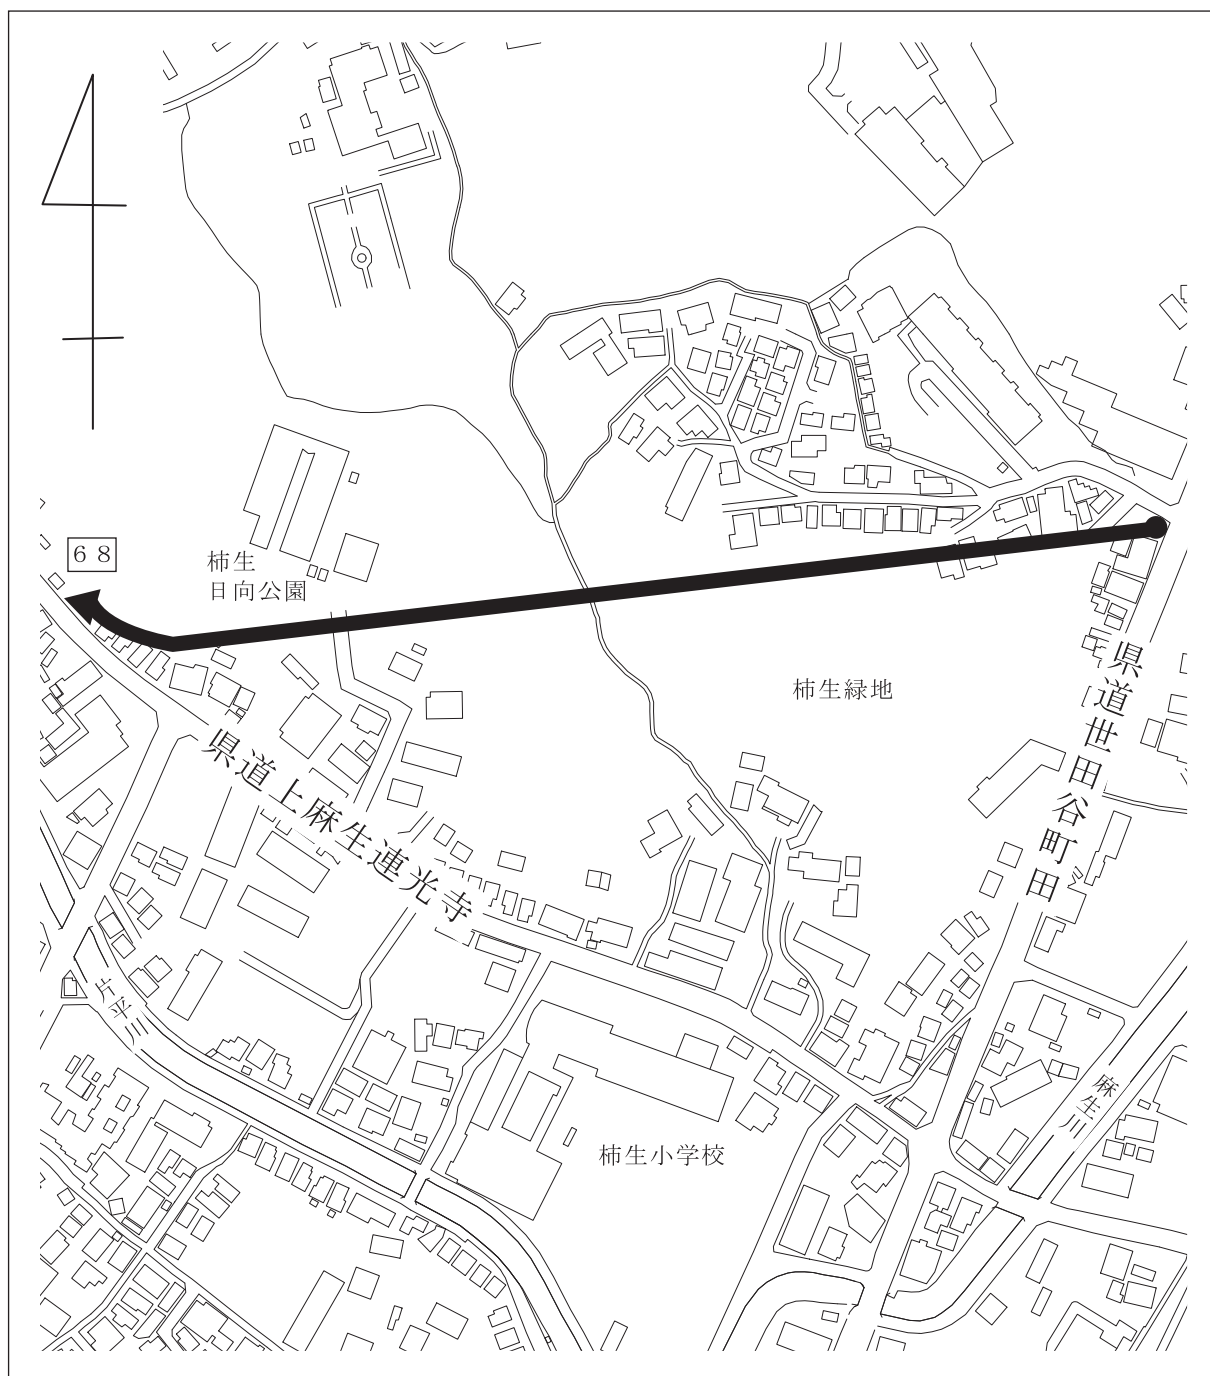 68
柿生
日向公園
柿生緑地
県道世田谷町田
県道上麻生連光寺
片平川
麻生川
柿生小学校